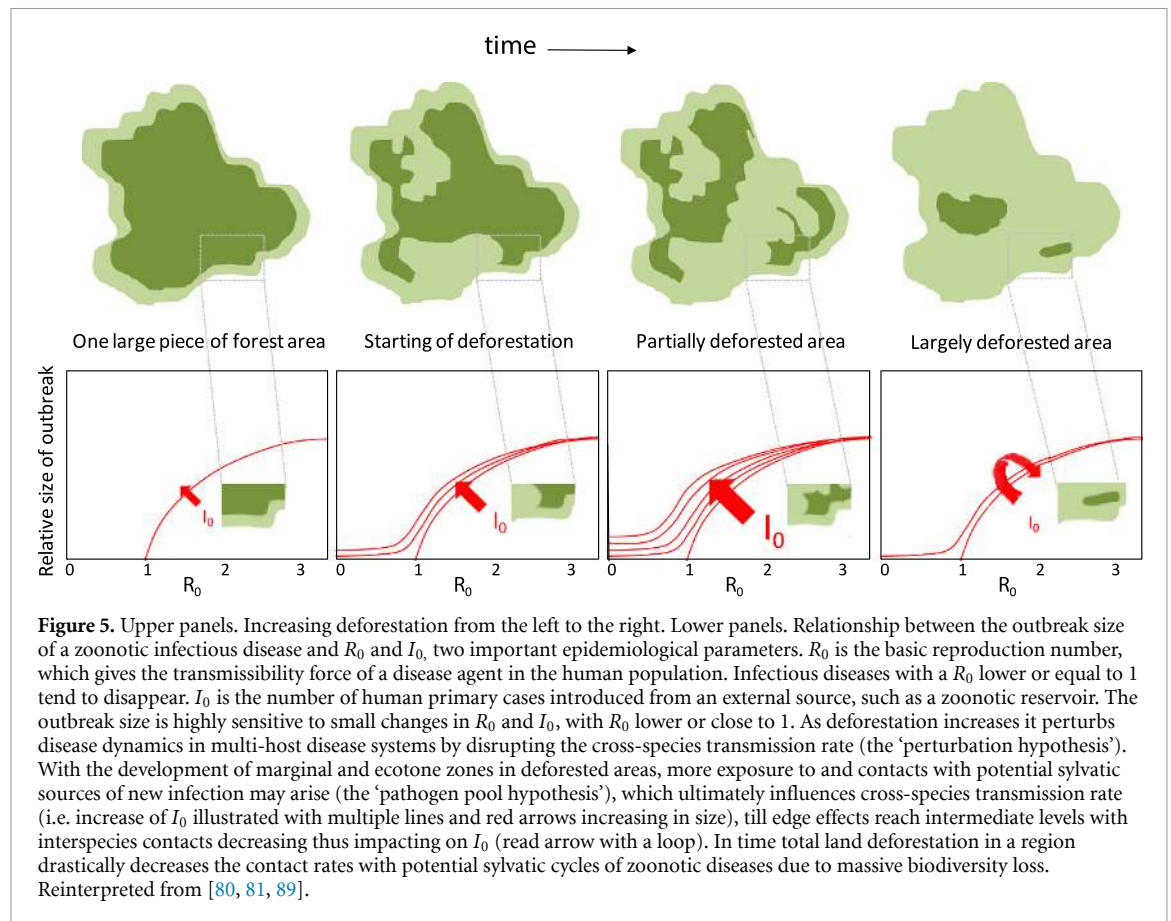 time
One large piece of forest area
Starting of deforestation
Partially deforested area
Largely deforested area
Relative size of outbreak
I0
I0
I0
I0
0 1 2 3
0 1 2 3
0 1 2 3
0 1 2 3
R0
R0
R0
R0
Figure 5. Upper panels. Increasing deforestation from the left to the right. Lower panels. Relationship between the outbreak size
of a zoonotic infectious disease and R0 and I0, two important epidemiological parameters. R0 is the basic reproduction number,
which gives the transmissibility force of a disease agent in the human population. Infectious diseases with a R0 lower or equal to 1
tend to disappear. I0 is the number of human primary cases introduced from an external source, such as a zoonotic reservoir. The
outbreak size is highly sensitive to small changes in R0 and I0, with R0 lower or close to 1. As deforestation increases it perturbs
disease dynamics in multi-host disease systems by disrupting the cross-species transmission rate (the ‘perturbation hypothesis’).
With the development of marginal and ecotone zones in deforested areas, more exposure to and contacts with potential sylvatic
sources of new infection may arise (the ‘pathogen pool hypothesis’), which ultimately influences cross-species transmission rate
(i.e. increase of I0 illustrated with multiple lines and red arrows increasing in size), till edge effects reach intermediate levels with
interspecies contacts decreasing thus impacting on I0 (read arrow with a loop). In time total land deforestation in a region
drastically decreases the contact rates with potential sylvatic cycles of zoonotic diseases due to massive biodiversity loss.
Reinterpreted from [80, 81, 89].